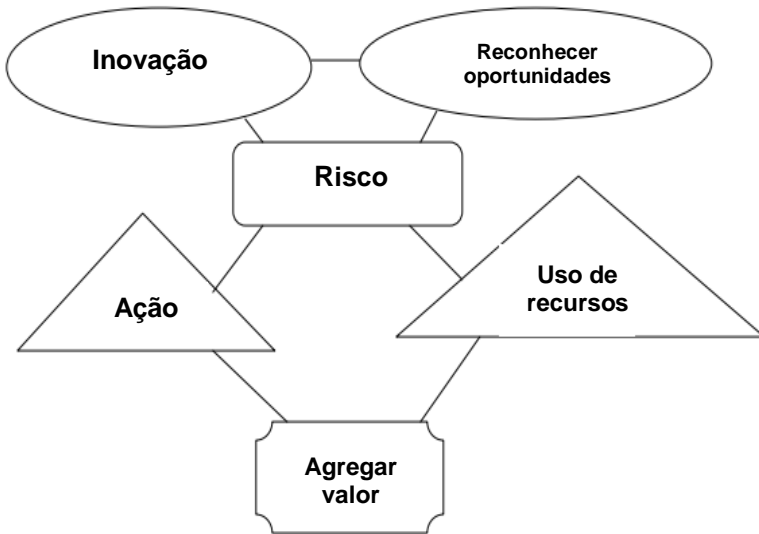 Inovação
Reconhecer
oportunidades
Risco
Ação
Uso de
recursos
Agregar
valor